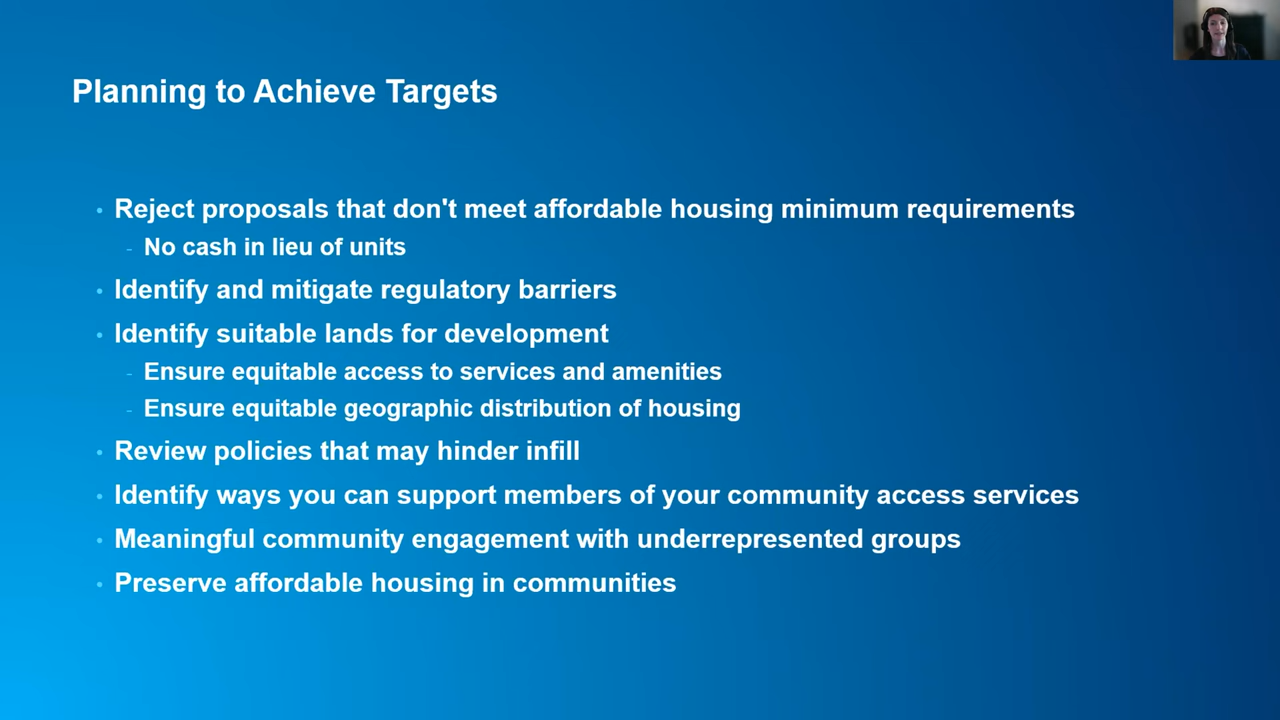 Planning to Achieve Targets
• Reject proposals that don't meet affordable housing minimum requirements
- No cash in lieu of units
• Identify and mitigate regulatory barriers
• Identify suitable lands for development
- Ensure equitable access to services and amenities
- Ensure equitable geographic distribution of housing
• Review policies that may hinder infill
• Identify ways you can support members of your community access services
• Meaningful community engagement with underrepresented groups
• Preserve affordable housing in communities